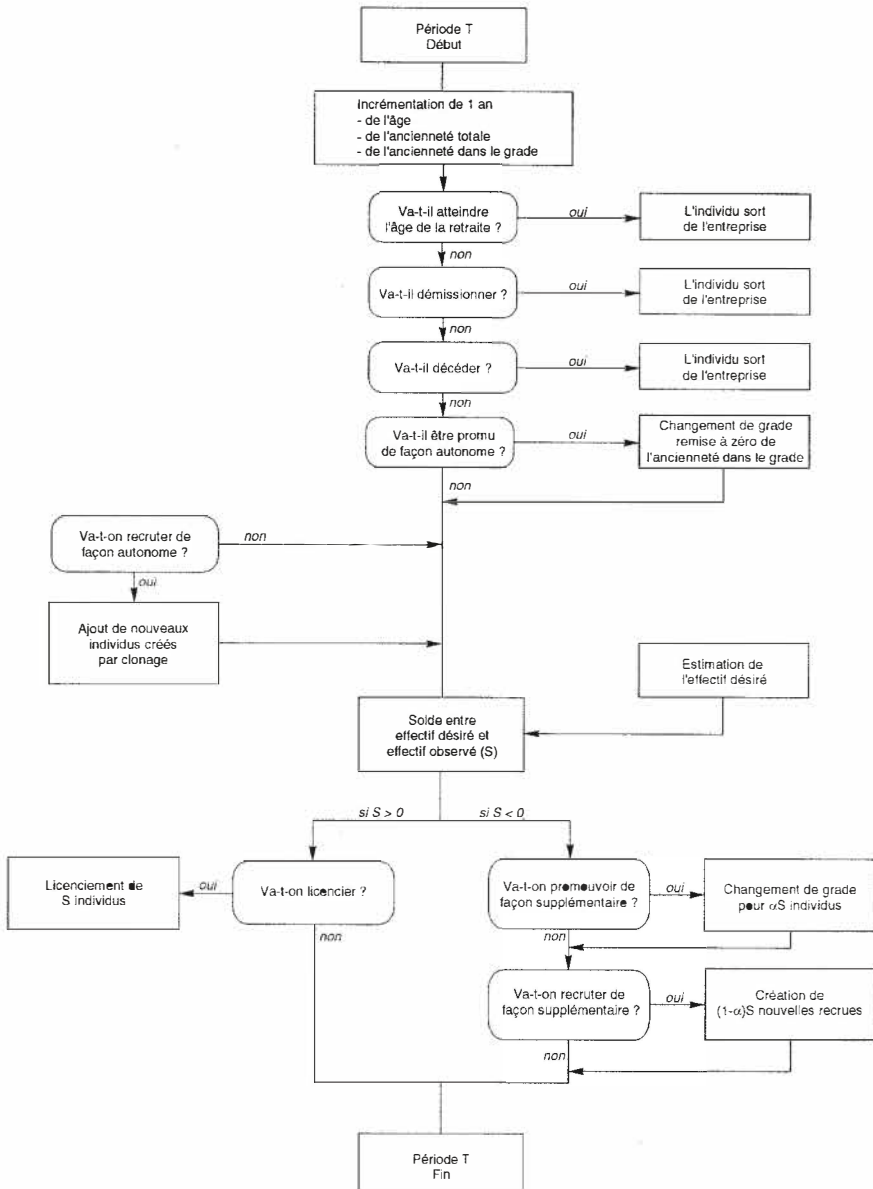 Période T
Début
Incrémentation de 1 an
- de l'âge
- de l'ancienneté totale
- de l'ancienneté dans le grade
Va-t-il atteindre
l'âge de la retraite ?
oui
L'individu sort
de l'entreprise
non
Va-t-il démissionner ?
oui
L'individu sort
de l'entreprise
non
Va-t-il décéder ?
oui
L'individu sort
de l'entreprise
non
Va-t-il être promu
de façon autonome ?
oui
Changement de grade
remise à zéro de
l'ancienneté dans le grade
non
Va-t-on recruter de
façon autonome ?
non
oui
Ajout de nouveaux
individus créés
par clonage
Estimation de
l'effectif désiré
Solde entre
effectif désiré et
effectif observé (S)
si S > 0
si S < 0
Licenciement de
S individus
oui
Va-t-on licencier ?
non
Va-t-on promouvoir de
façon supplémentaire ?
oui
Changement de grade
pour αS individus
non
Va-t-on recruter de
façon supplémentaire ?
oui
Création de
(1-α)S nouvelles recrues
non
Période T
Fin